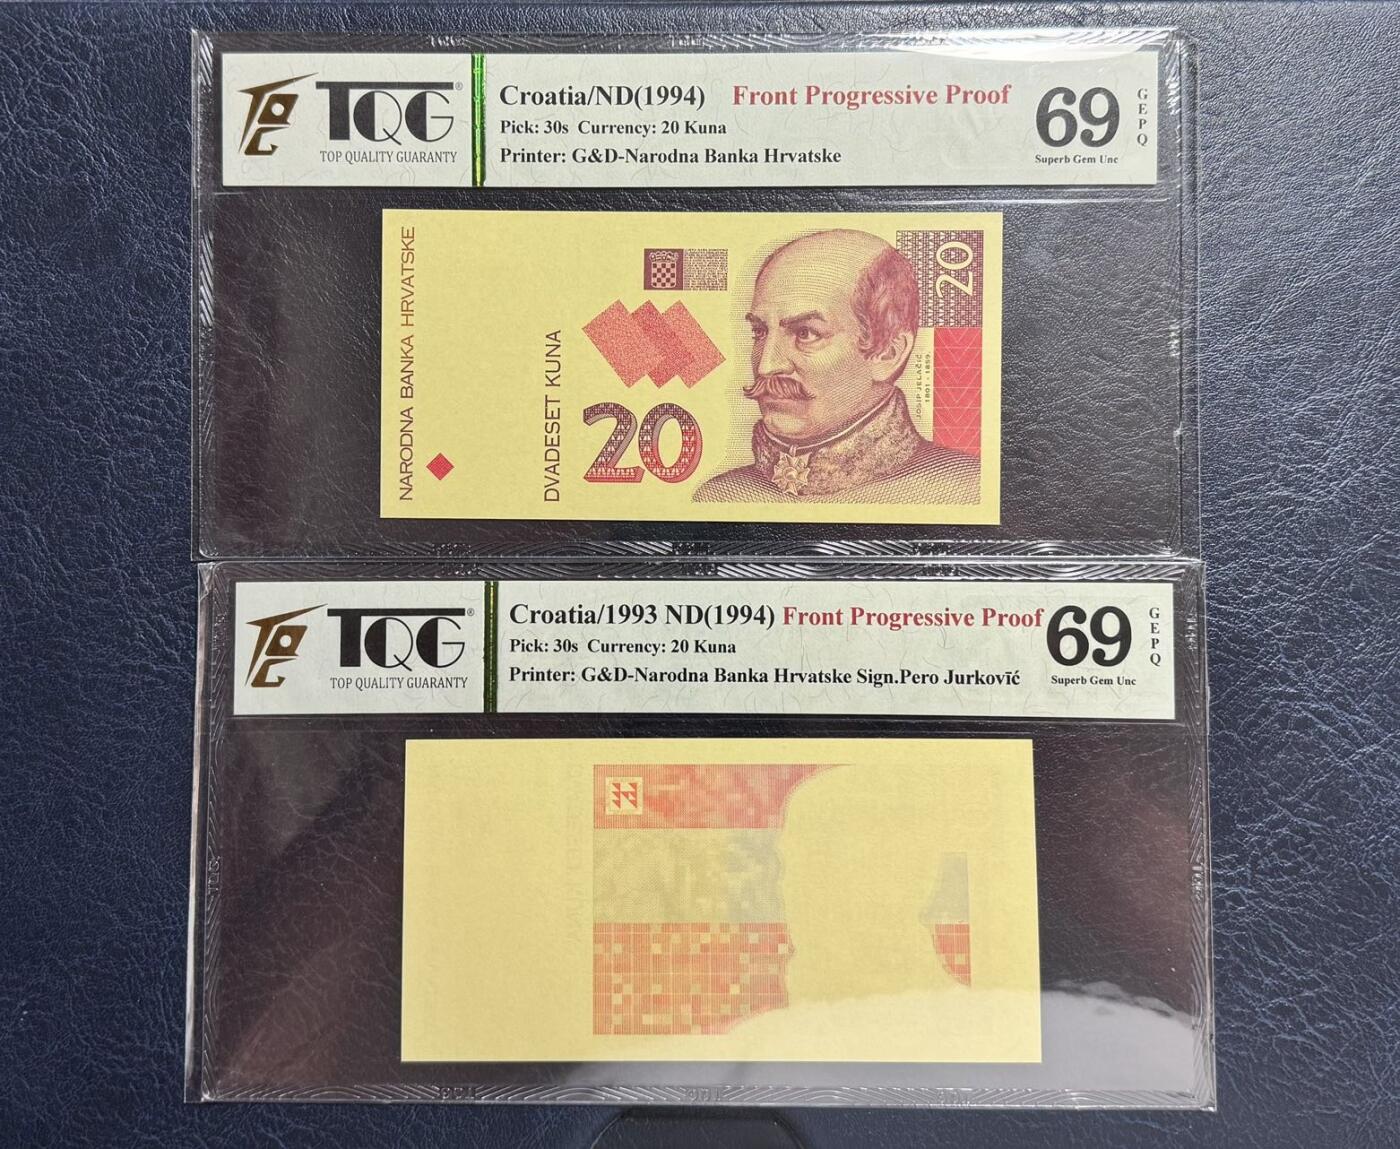 TQG®
TOP QUALITY GUARANTY
Croatia/ND(1994) Front Progressive Proof
Pick: 30s Currency: 20 Kuna
Printer: G&D-Narodna Banka Hrvatske
69
Superb Gem Unc
GEPQ
NARODNA BANKA HRVATSKE
DVADESET KUNA
20
20
JOSIP JELAČIĆ
1801 - 1859.
TQG®
TOP QUALITY GUARANTY
Croatia/1993 ND(1994) Front Progressive Proof
Pick: 30s Currency: 20 Kuna
Printer: G&D-Narodna Banka Hrvatske Sign.Pero Jurkovīć
69
Superb Gem Unc
GEPQ